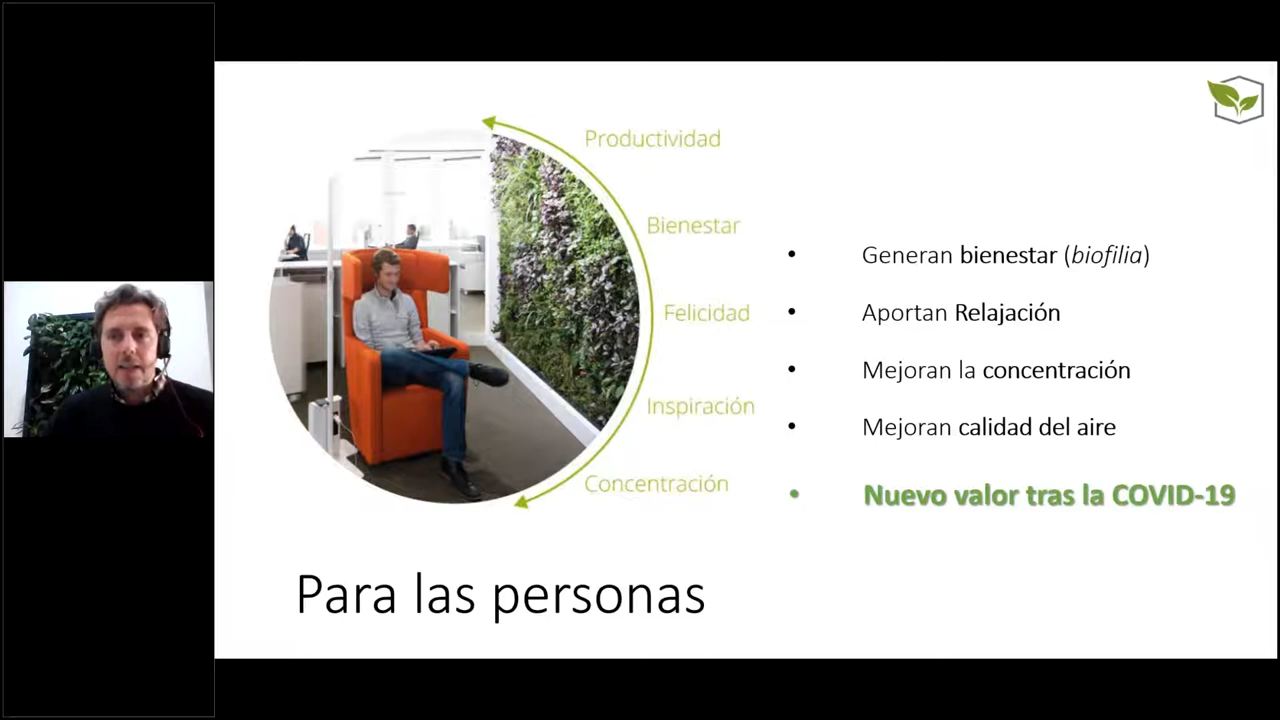 Productividad
Bienestar
Felicidad
Inspiración
Concentración
• Generan bienestar (biofilia)
• Aportan Relajación
• Mejoran la concentración
• Mejoran calidad del aire
• Nuevo valor tras la COVID-19
Para las personas